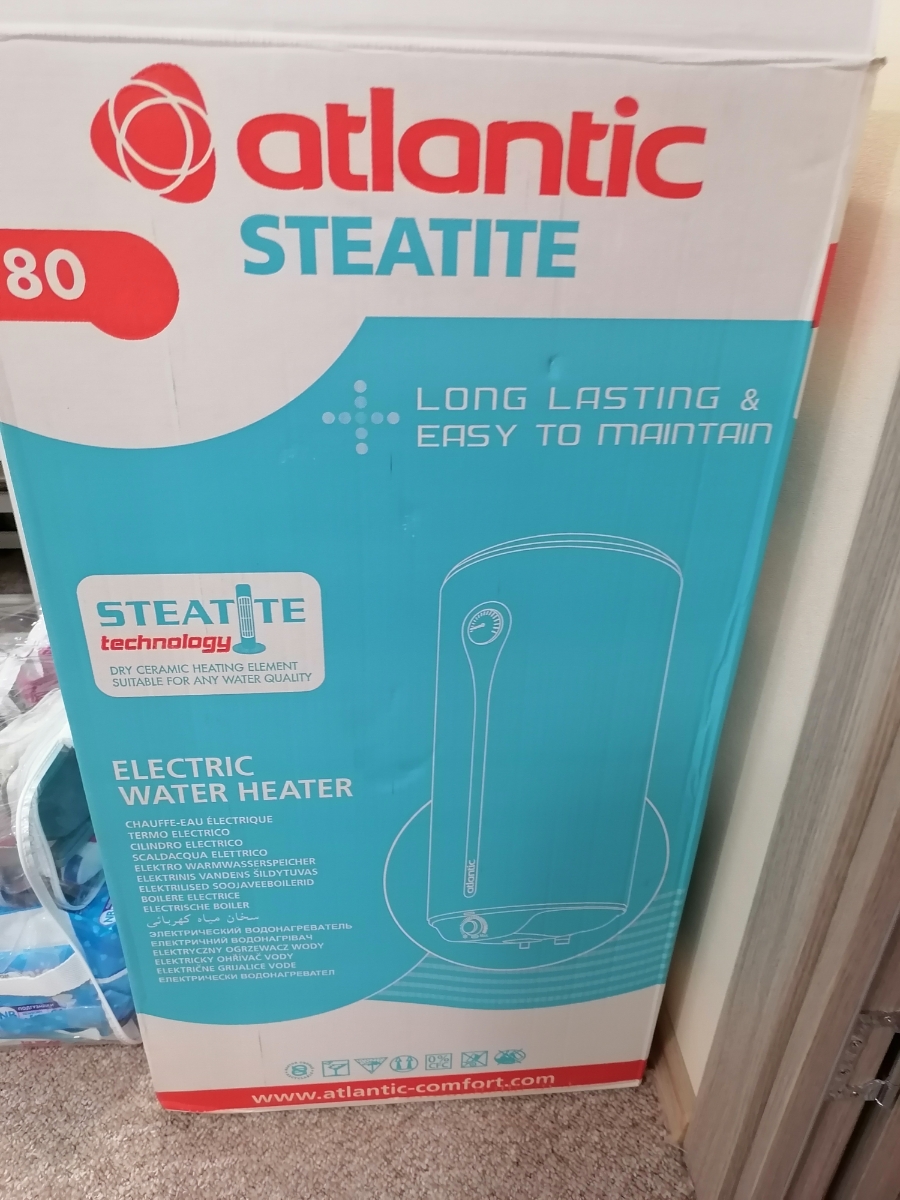 atlantic
STEATITE
80
LONG LASTING &
EASY TO MAINTAIN
STEATITE
technology
DRY CERAMIC HEATING ELEMENT
SUITABLE FOR ANY WATER QUALITY
ELECTRIC
WATER HEATER
CHAUFFE-EAU ÉLECTRIQUE
TERMO ELECTRICO
CILINDRO ELECTRICO
SCALDACQUA ELETTRICO
ELEKTRO WARMWASSERSPEICHER
ELEKTRINIS VANDENS ŠILDYTUVAS
ELEKTRILISED SOOJAVEEBOILERID
BOILERE ELECTRICE
ELECTRISCHE BOILER
سخان مياه كهربائي
ЭЛЕКТРИЧЕСКИЙ ВОДОНАГРЕВАТЕЛЬ
ЕЛЕКТРИЧНИЙ ВОДОНАГРІВАЧ
ELEKTRYCZNY OGRZEWACZ WODY
ELEKTRICKY OHŘÍVAČ VODY
ELEKTRIČNE GRIJALICE VODE
ЕЛЕКТРИЧЕСКИ ВОДОНАГРЕВАТЕЛ
atlantic
0%
CFC
www.atlantic-comfort.com